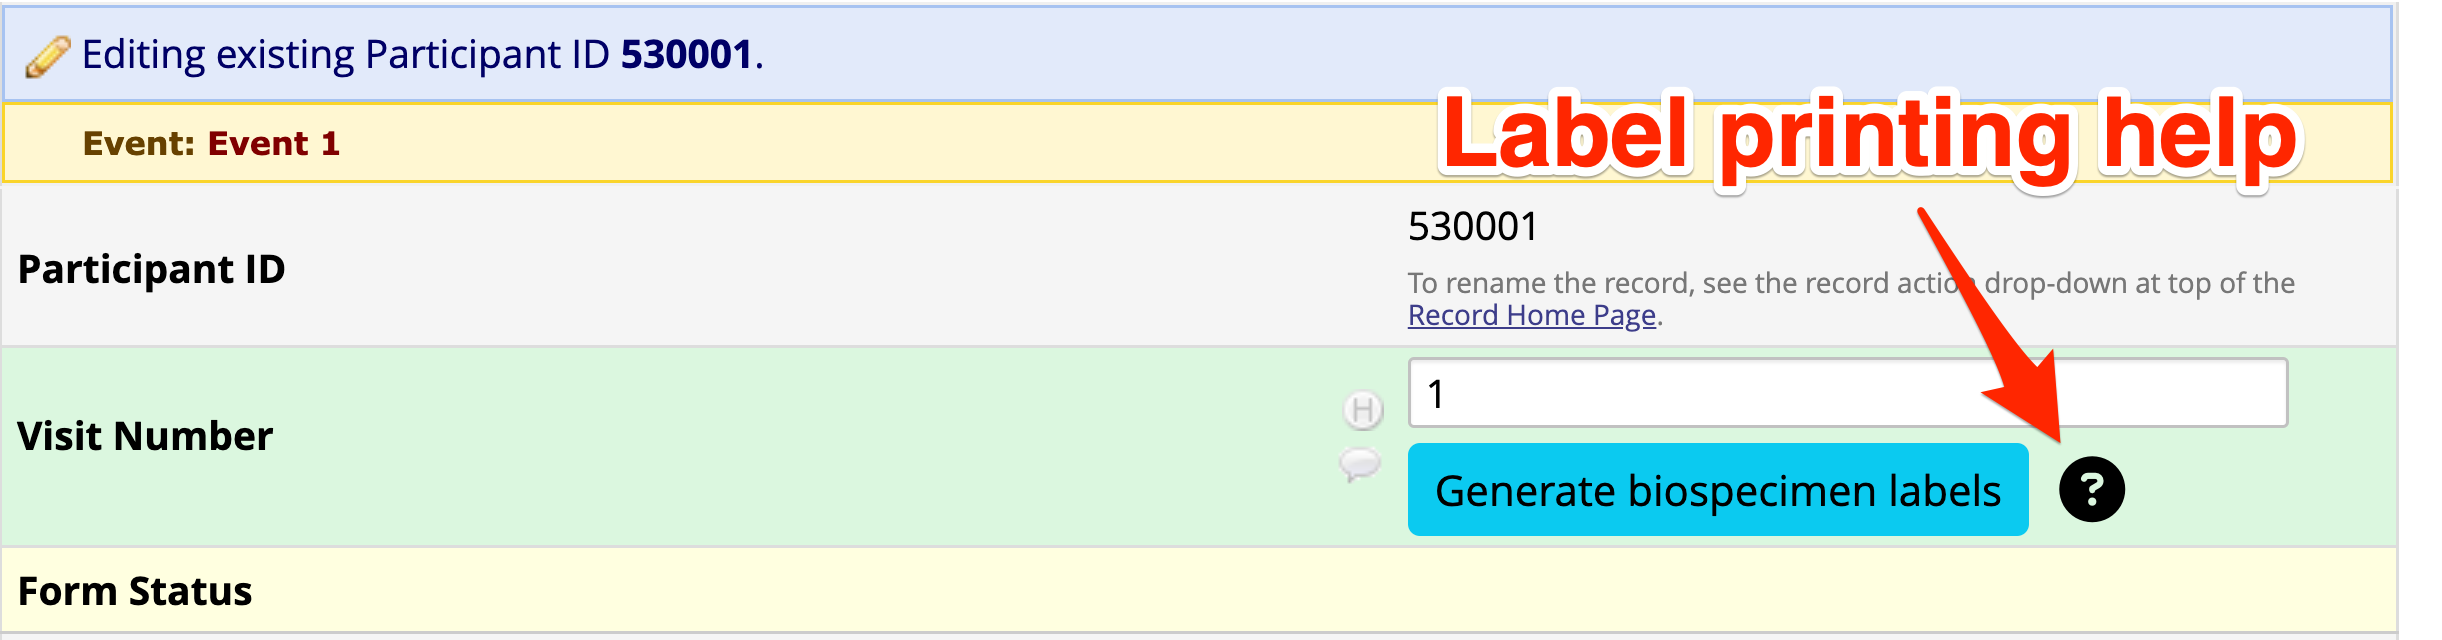 Editing existing Participant ID 530001.
Event: Event 1
Label printing help
Participant ID
530001
To rename the record, see the record action drop-down at top of the
Record Home Page.
Visit Number
H
1
Generate biospecimen labels
?
Form Status